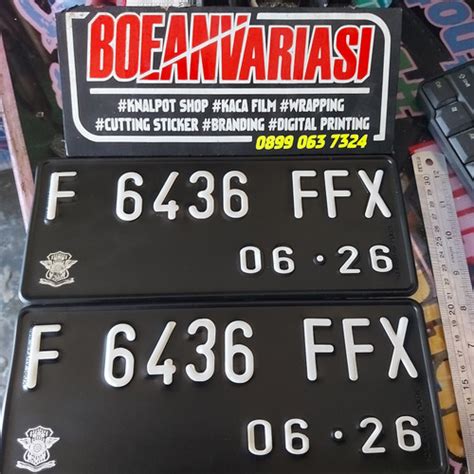 BOEANVARIASI
#KNALPOT SHOP #KACA FILM #WRAPPING
#CUTTING STICKER #BRANDING #DIGITAL PRINTING
0899 063 7324
F 6436 FFX
06 • 26
F 6436 FFX
06 • 26